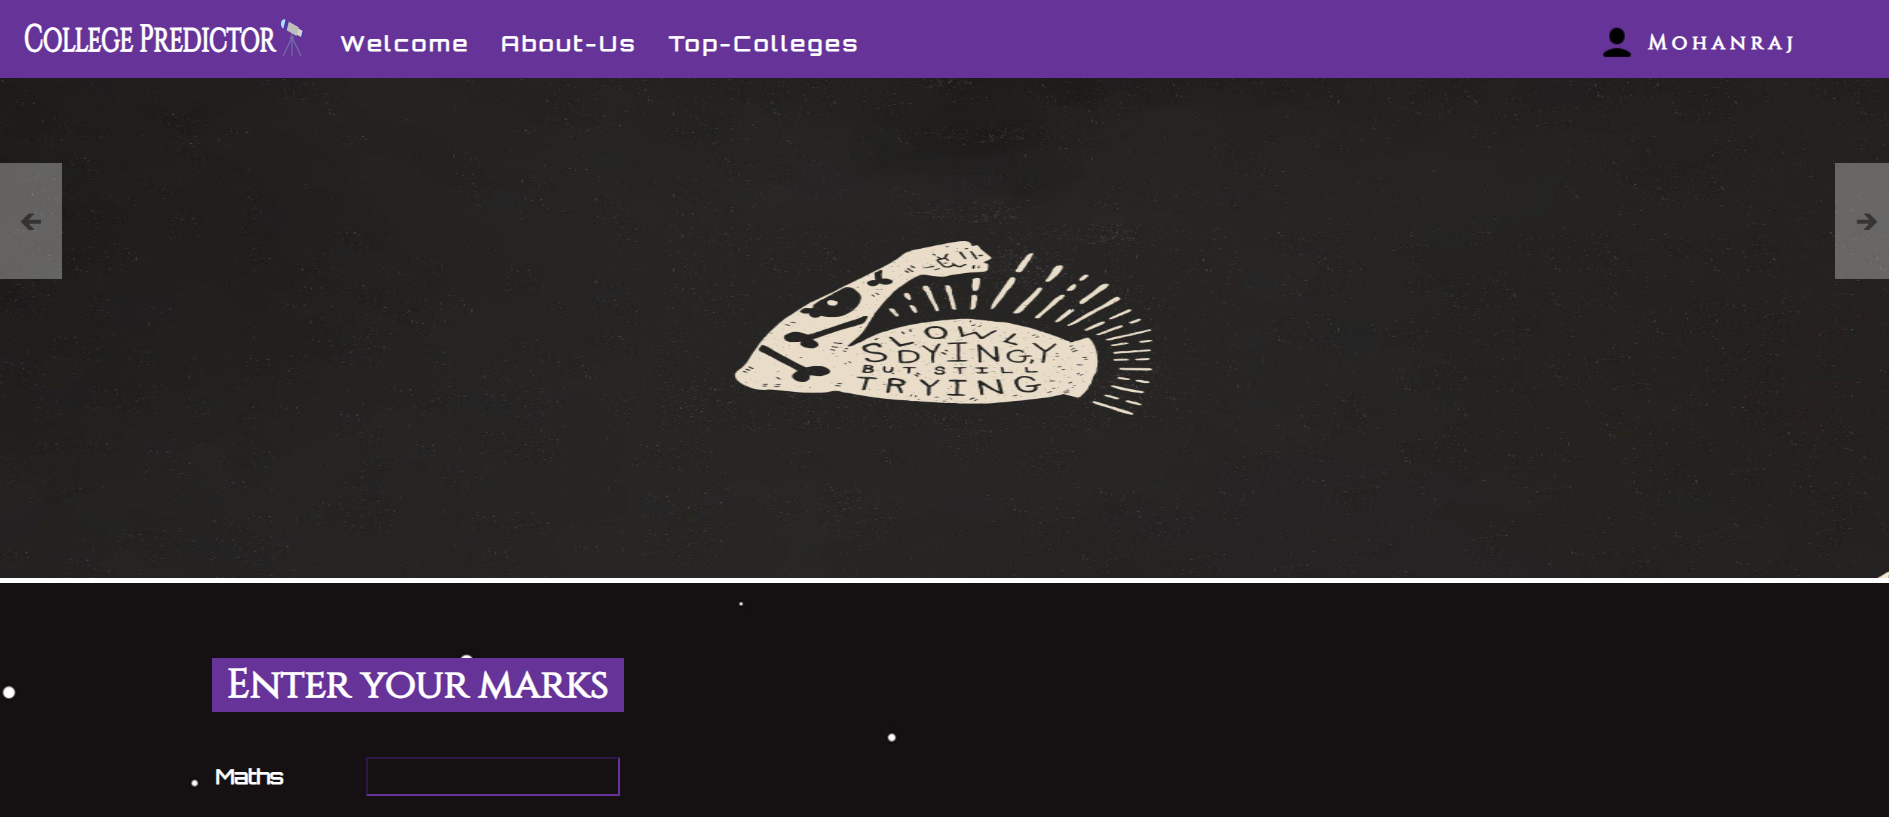 College Predictor
Welcome
About-Us
Top-Colleges
Mohanraj
SLOWLY
DYING,
BUT STILL
TRYING
Enter your marks
Maths